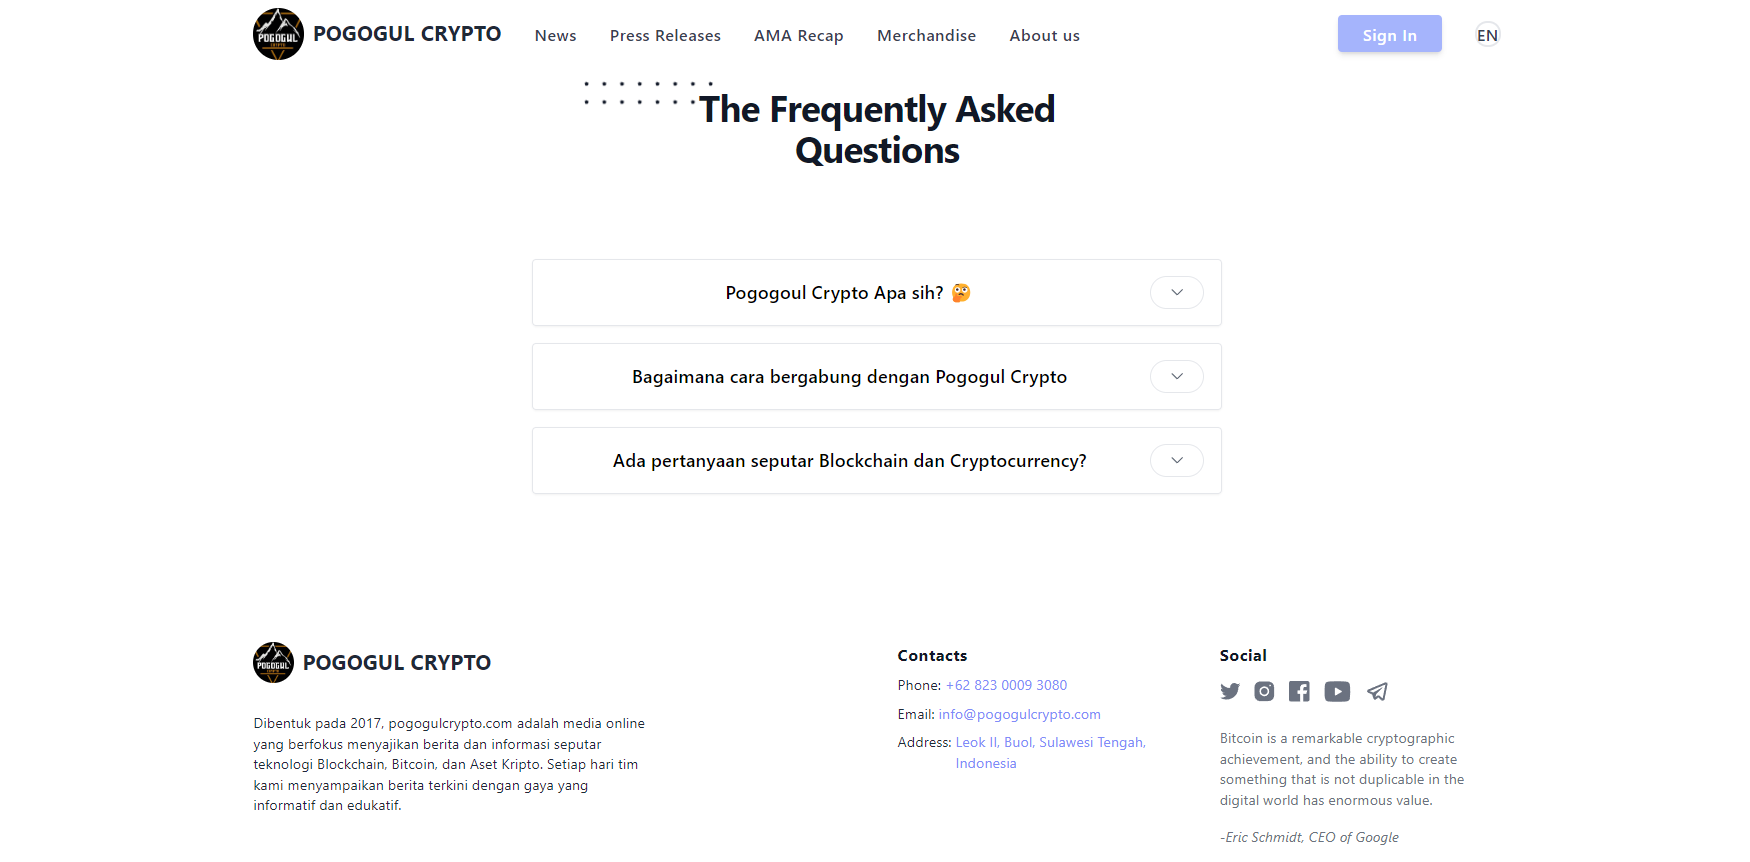 POGOGUL CRYPTO
POGOGUL CRYPTO News Press Releases AMA Recap Merchandise About us Sign In EN
The Frequently Asked
Questions
Pogogoul Crypto Apa sih? 🤔
Bagaimana cara bergabung dengan Pogogul Crypto
Ada pertanyaan seputar Blockchain dan Cryptocurrency?
POGOGUL CRYPTO
POGOGUL CRYPTO
Dibentuk pada 2017, pogogulcrypto.com adalah media online
yang berfokus menyajikan berita dan informasi seputar
teknologi Blockchain, Bitcoin, dan Aset Kripto. Setiap hari tim
kami menyampaikan berita terkini dengan gaya yang
informatif dan edukatif.
Contacts
Phone: +62 823 0009 3080
Email: info@pogogulcrypto.com
Address: Leok II, Buol, Sulawesi Tengah,
Indonesia
Social
Bitcoin is a remarkable cryptographic
achievement, and the ability to create
something that is not duplicable in the
digital world has enormous value.
-Eric Schmidt, CEO of Google